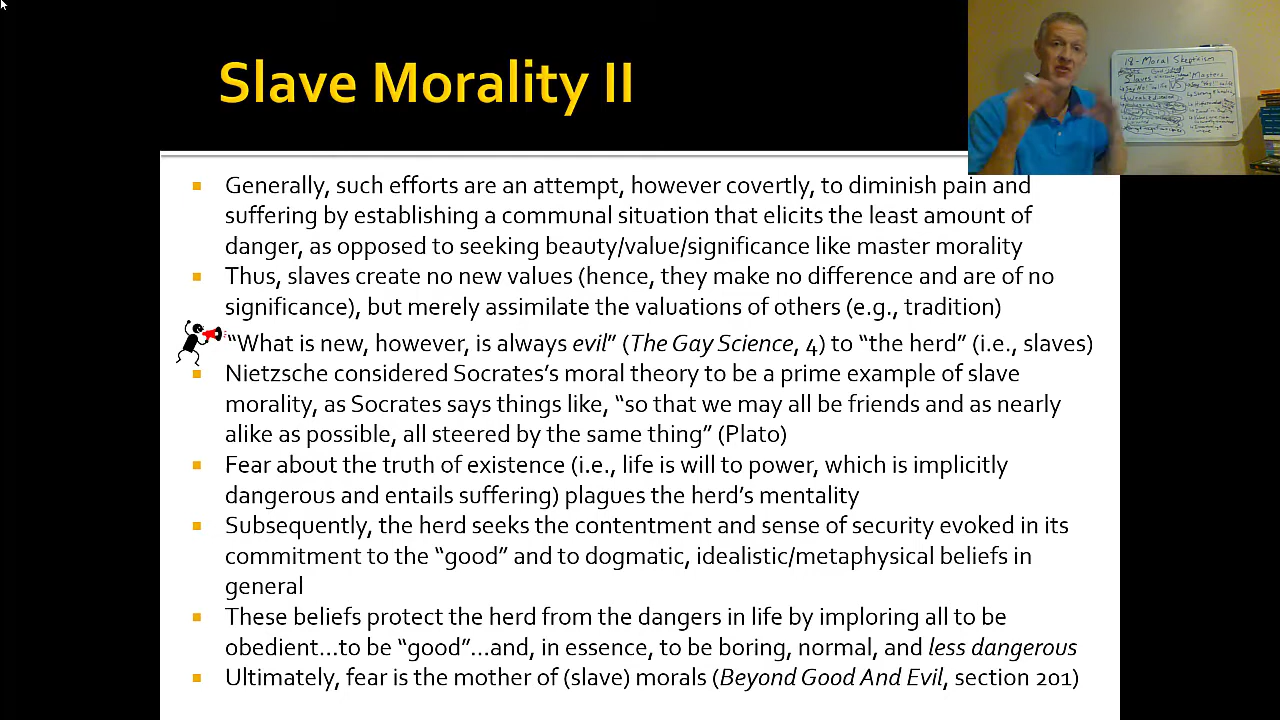 Slave Morality II
18-Moral Skepticism
Slaves
Masters
VS
Generally, such efforts are an attempt, however covertly, to diminish pain and
suffering by establishing a communal situation that elicits the least amount of
danger, as opposed to seeking beauty/value/significance like master morality
Thus, slaves create no new values (hence, they make no difference and are of no
significance), but merely assimilate the valuations of others (e.g., tradition)
“What is new, however, is always evil” (The Gay Science, 4) to “the herd” (i.e., slaves)
Nietzsche considered Socrates’s moral theory to be a prime example of slave
morality, as Socrates says things like, “so that we may all be friends and as nearly
alike as possible, all steered by the same thing” (Plato)
Fear about the truth of existence (i.e., life is will to power, which is implicitly
dangerous and entails suffering) plagues the herd’s mentality
Subsequently, the herd seeks the contentment and sense of security evoked in its
commitment to the “good” and to dogmatic, idealistic/metaphysical beliefs in
general
These beliefs protect the herd from the dangers in life by imploring all to be
obedient…to be “good”…and, in essence, to be boring, normal, and less dangerous
Ultimately, fear is the mother of (slave) morals (Beyond Good And Evil, section 201)